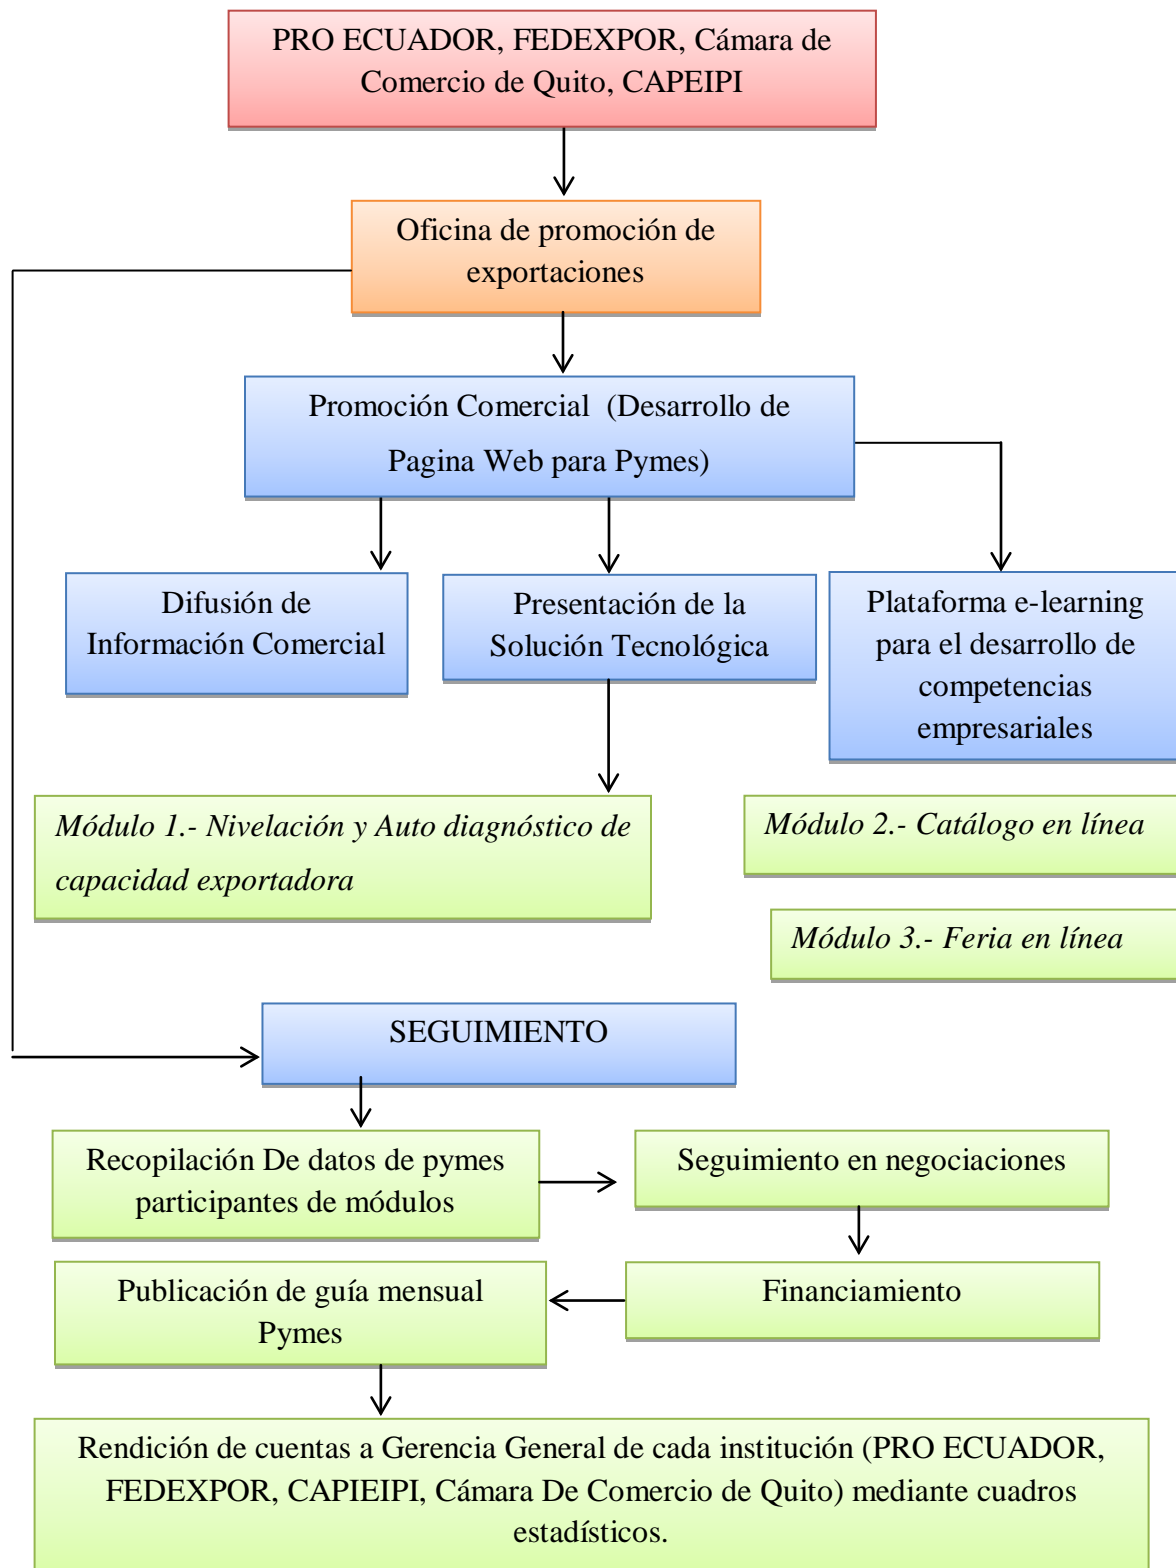 PRO ECUADOR, FEDEXPOR, Cámara de
Comercio de Quito, CAPEIPI
Oficina de promoción de
exportaciones
Promoción Comercial  (Desarrollo de
Pagina Web para Pymes)
Difusión de
Información Comercial
Presentación de la
Solución Tecnológica
Plataforma e-learning
para el desarrollo de
competencias
empresariales
Módulo 1.- Nivelación y Auto diagnóstico de
capacidad exportadora
Módulo 2.- Catálogo en línea
Módulo 3.- Feria en línea
SEGUIMIENTO
Recopilación De datos de pymes
participantes de módulos
Seguimiento en negociaciones
Financiamiento
Publicación de guía mensual
Pymes
Rendición de cuentas a Gerencia General de cada institución (PRO ECUADOR,
FEDEXPOR, CAPIEIPI, Cámara De Comercio de Quito) mediante cuadros
estadísticos.